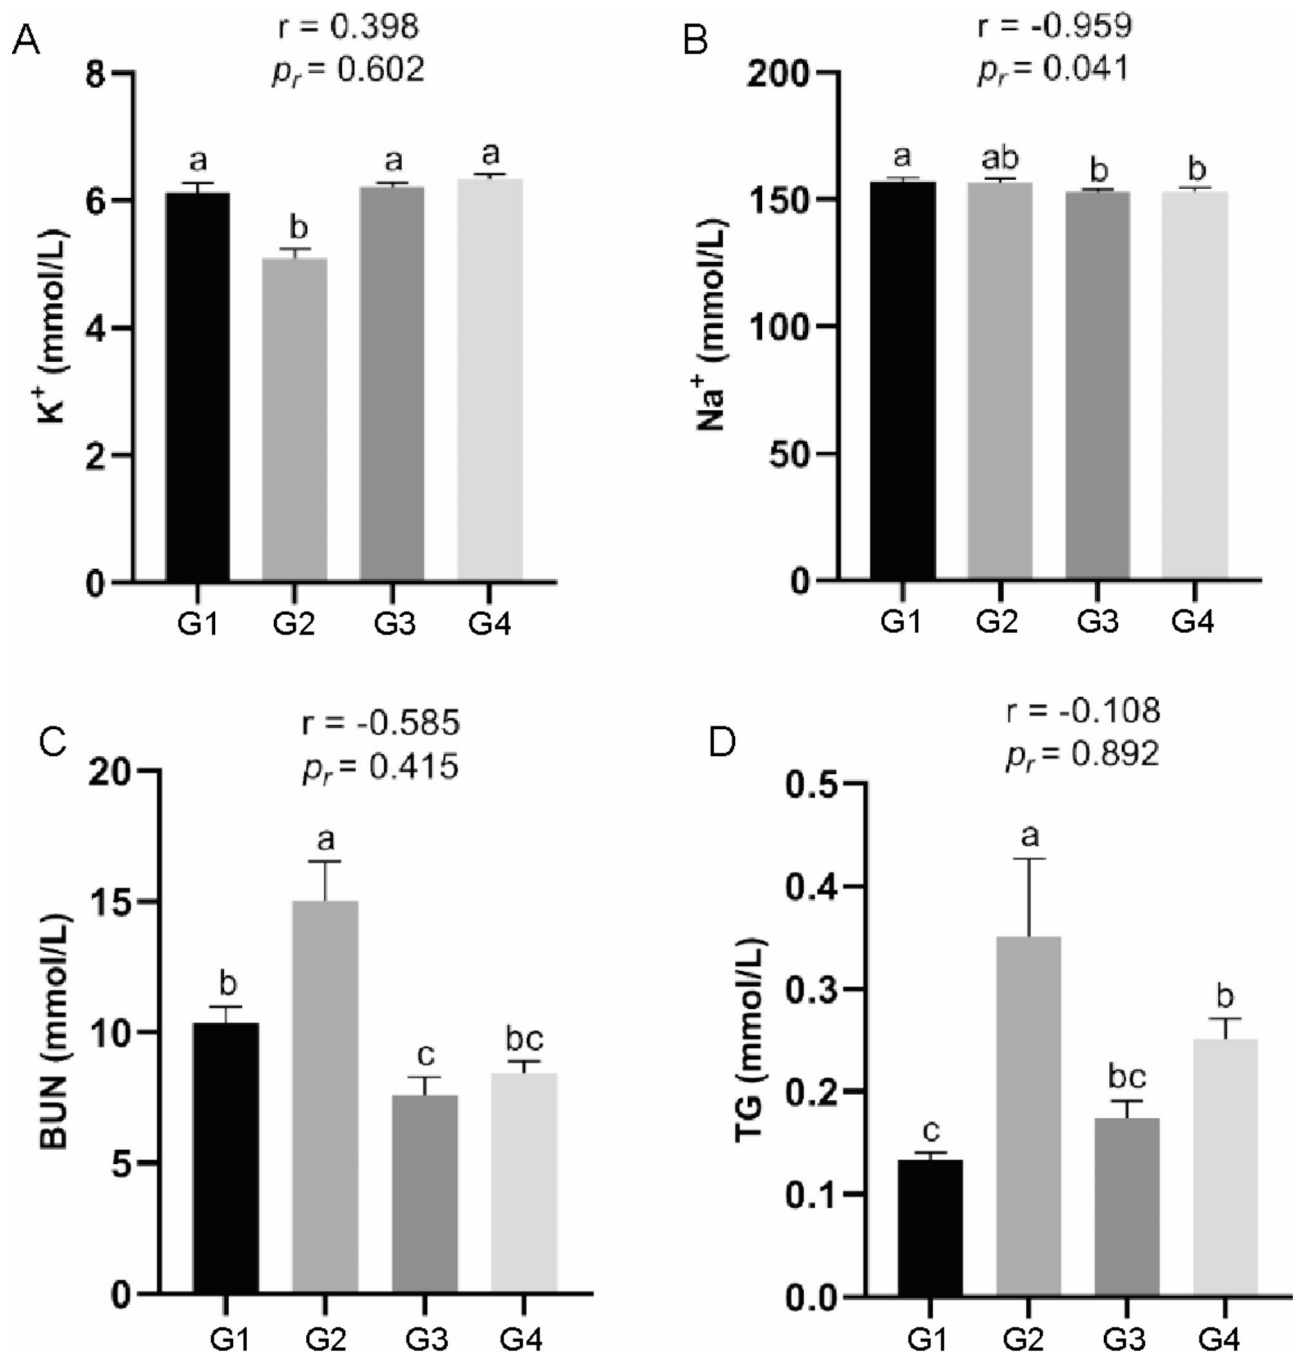 A
r = 0.398
pr = 0.602
8
6
4
2
0
K+ (mmol/L)
a
b
a
a
G1
G2
G3
G4
B
r = -0.959
pr = 0.041
200
150
100
50
0
Na+ (mmol/L)
a
ab
b
b
G1
G2
G3
G4
C
r = -0.585
pr = 0.415
20
15
10
5
0
BUN (mmol/L)
b
a
c
bc
G1
G2
G3
G4
D
r = -0.108
pr = 0.892
0.5
0.4
0.3
0.2
0.1
0.0
TG (mmol/L)
c
a
bc
b
G1
G2
G3
G4